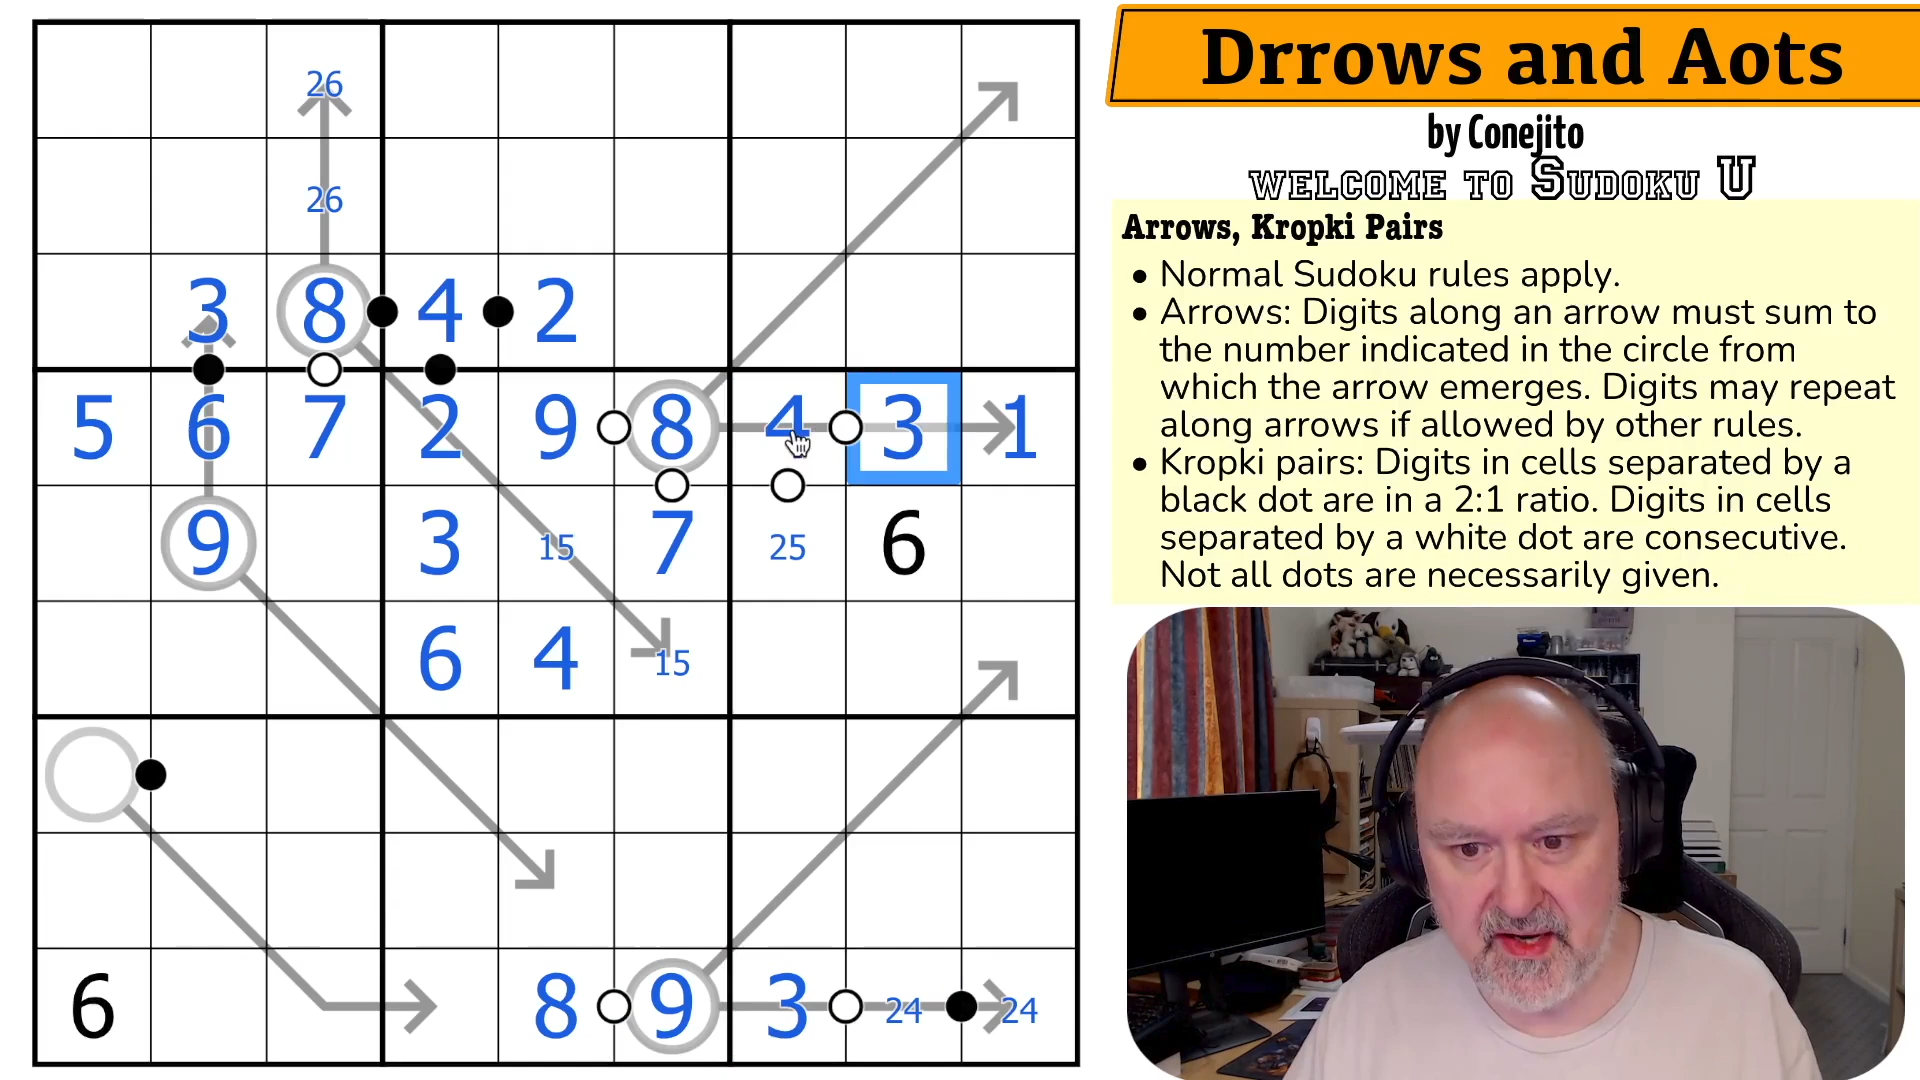 Drrows and Aots
by Conejito
WELCOME TO SUDOKU U
Arrows, Kropki Pairs
• Normal Sudoku rules apply.
• Arrows: Digits along an arrow must sum to
the number indicated in the circle from
which the arrow emerges. Digits may repeat
along arrows if allowed by other rules.
• Kropki pairs: Digits in cells separated by a
black dot are in a 2:1 ratio. Digits in cells
separated by a white dot are consecutive.
Not all dots are necessarily given.
26
26
3 8 4 2
5 6 7 2 9 8 4 3 1
9 3 15 7 25 6
6 4 15
6 8 9 3 24 24